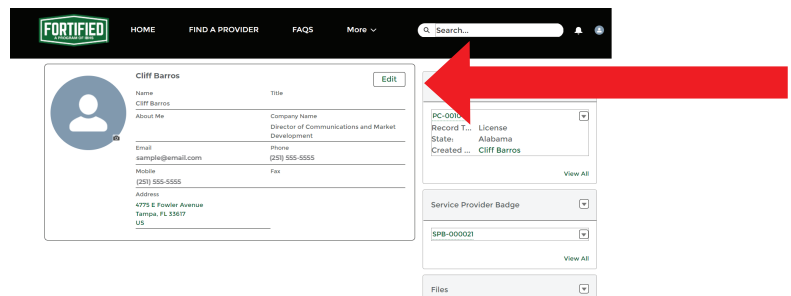 FORTIFIED
A PROGRAM OF IBHS
HOME FIND A PROVIDER FAQS More
Search...
Cliff Barros
Edit
Name Title
Cliff Barros
About Me Company Name
Director of Communications and Market
Development
Email Phone
sample@email.com (251) 555-5555
Mobile Fax
(251) 555-5555
Address
4775 E Fowler Avenue
Tampa, FL 33617
US
Record T... License
State: Alabama
Created ... Cliff Barros
View All
Service Provider Badge
SPB-000021
View All
Files